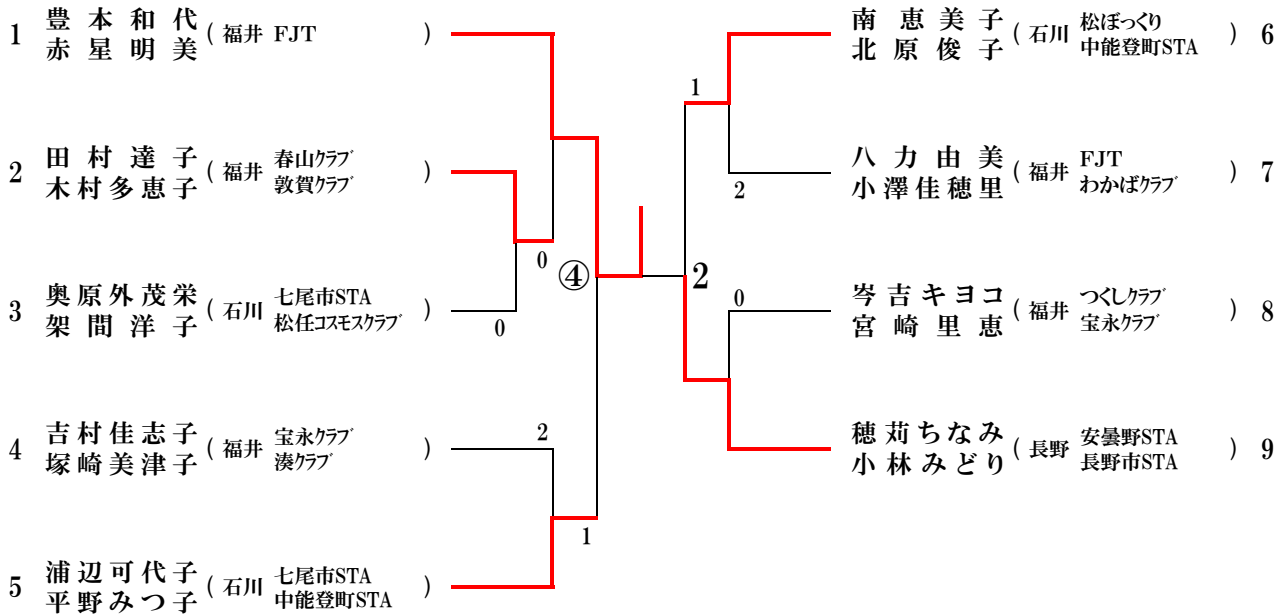 1 豊本和代 赤星明美 ( 福井 FJT )
2 田村達子 木村多恵子 ( 福井 春山クラブ 敦賀クラブ )
3 奥原外茂栄 架間洋子 ( 石川 七尾市STA 松任コスモスクラブ )
4 吉村佳志子 塚崎美津子 ( 福井 宝永クラブ 湊クラブ )
5 浦辺可代子 平野みつ子 ( 石川 七尾市STA 中能登町STA )
0
0
④
2
1
南恵美子 北原俊子 ( 石川 松ぼっくり 中能登町STA ) 6
八力由美 小澤佳穂里 ( 福井 FJT わかばクラブ ) 7
岑吉キヨコ 宮崎里恵 ( 福井 つくしクラブ 宝永クラブ ) 8
穂苅ちなみ 小林みどり ( 長野 安曇野STA 長野市STA ) 9
1
2
2
0